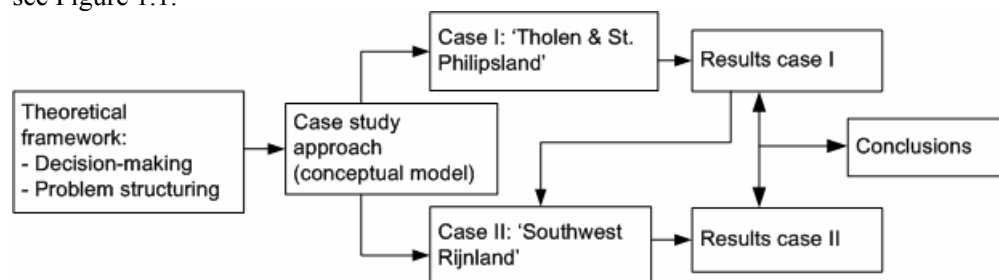 see Figure 1.1.
Theoretical
framework:
- Decision-making
- Problem structuring
Case study
approach
(conceptual model)
Case I: ‘Tholen & St.
Philipsland’
Results case I
Case II: ‘Southwest
Rijnland’
Results case II
Conclusions